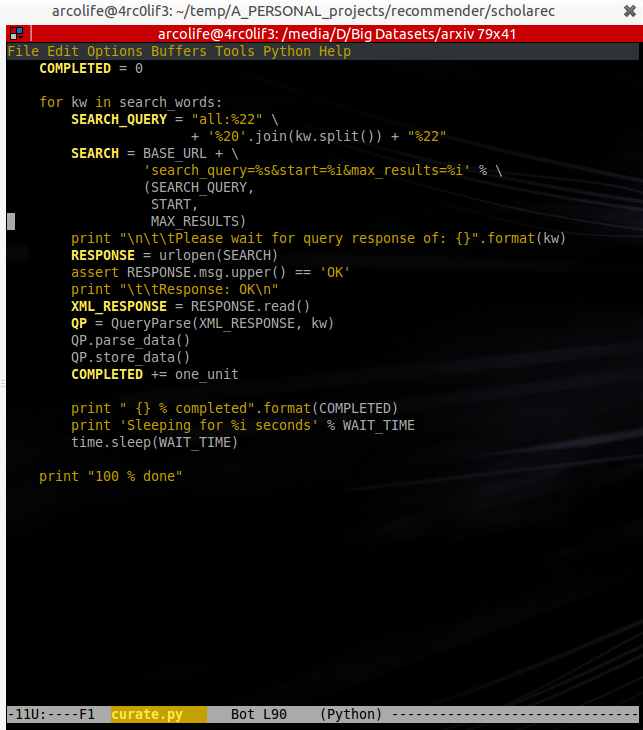 arcolife@4rc0lif3: ~/temp/A_PERSONAL_projects/recommender/scholarec
arcolife@4rc0lif3: /media/D/Big Datasets/arxiv 79x41
File Edit Options Buffers Tools Python Help
    COMPLETED = 0

    for kw in search_words:
        SEARCH_QUERY = "all:%22" \
                       + '%20'.join(kw.split()) + "%22"
        SEARCH = BASE_URL + \
                 'search_query=%s&start=%i&max_results=%i' % \
                 (SEARCH_QUERY,
                  START,
                  MAX_RESULTS)
        print "\n\t\tPlease wait for query response of: {}".format(kw)
        RESPONSE = urlopen(SEARCH)
        assert RESPONSE.msg.upper() == 'OK'
        print "\t\tResponse: OK\n"
        XML_RESPONSE = RESPONSE.read()
        QP = QueryParse(XML_RESPONSE, kw)
        QP.parse_data()
        QP.store_data()
        COMPLETED += one_unit

        print " {} % completed".format(COMPLETED)
        print 'Sleeping for %i seconds' % WAIT_TIME
        time.sleep(WAIT_TIME)

    print "100 % done"
-11U:----F1  curate.py      Bot L90    (Python) -------------------------------